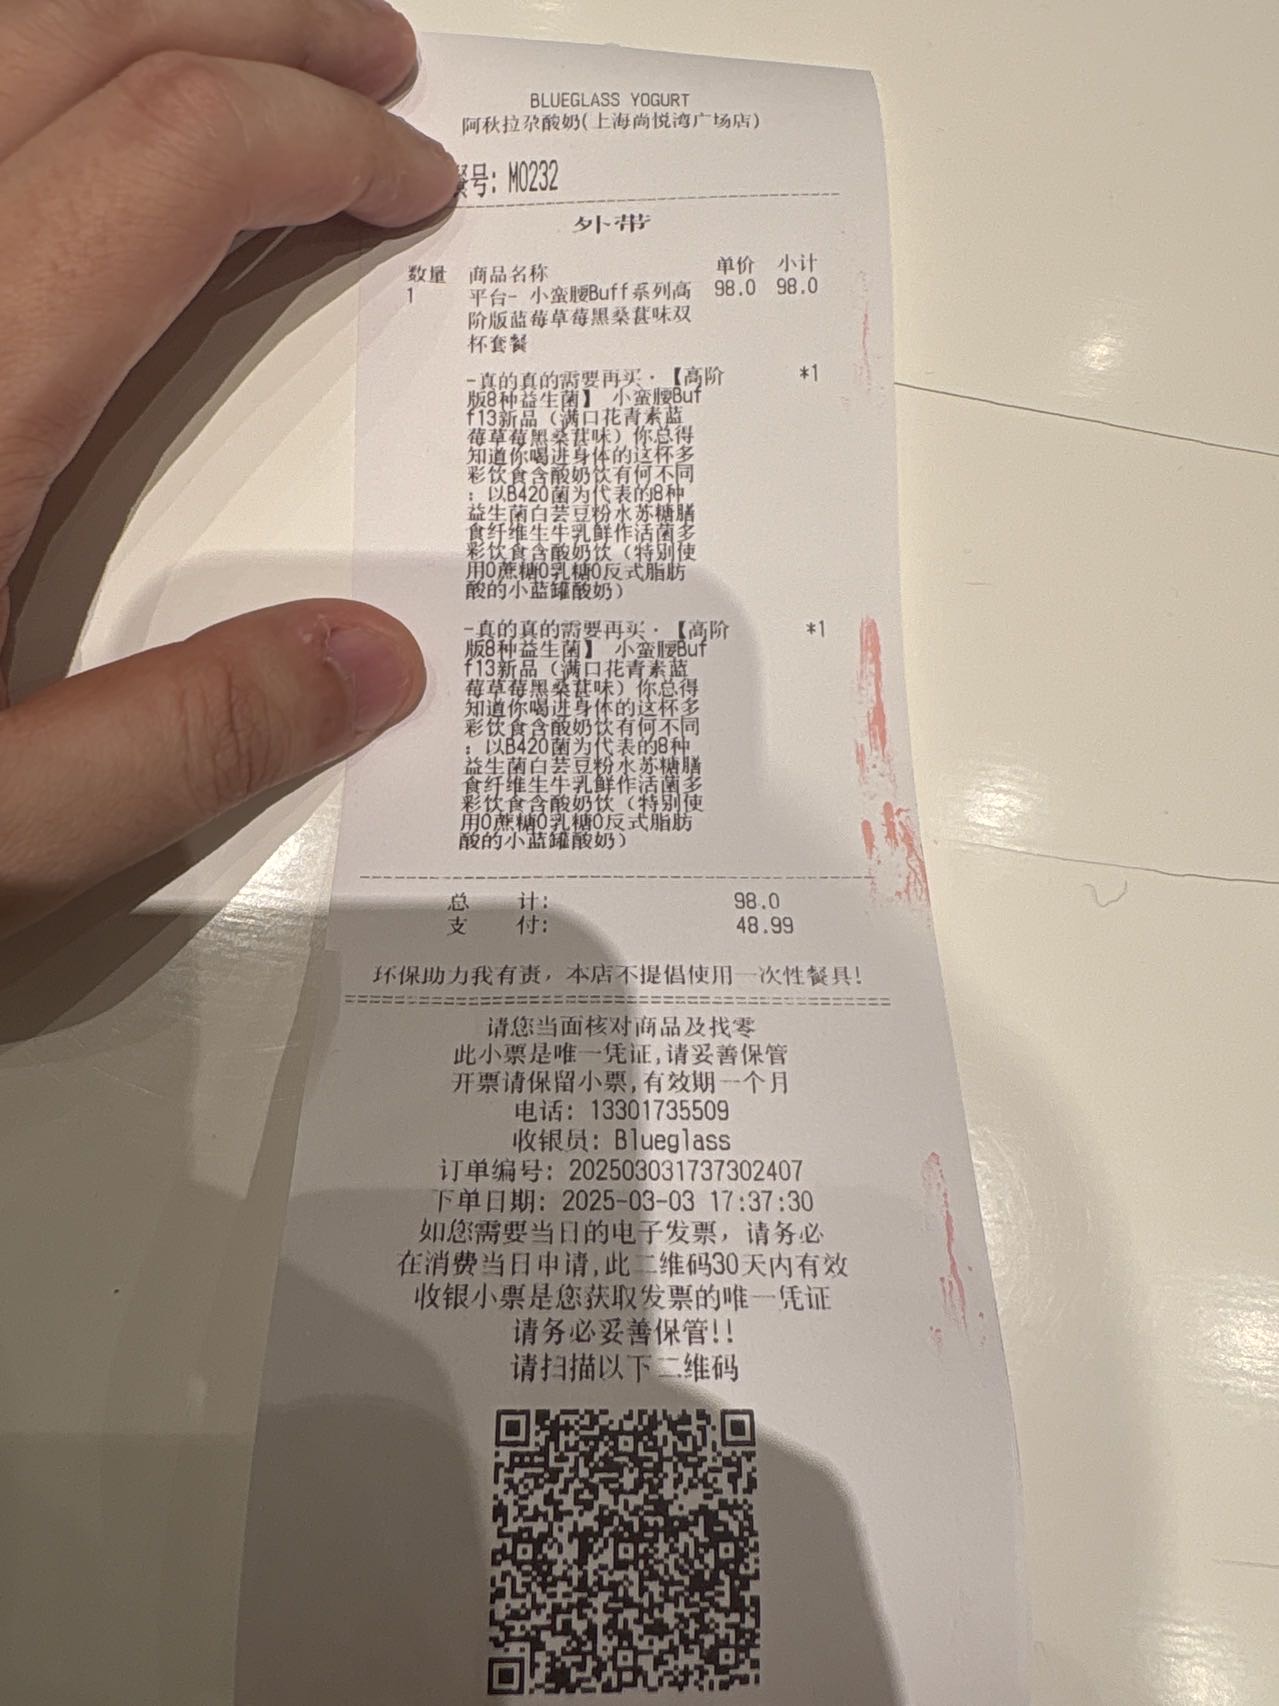 BLUEGLASS YOGURT
阿秋拉尕酸奶(上海尚悦湾广场店)
餐号: M0232
外带
数量 商品名称 单价 小计
1 平台- 小蛮腰Buff系列高 98.0 98.0
阶版蓝莓草莓黑桑葚味双
杯套餐
-真的真的需要再买·【高阶 *1
版8种益生菌】 小蛮腰Buf
f13新品（满口花青素蓝
莓草莓黑桑葚味）你总得
知道你喝进身体的这杯多
彩饮食含酸奶饮有何不同
：以B420菌为代表的8种
益生菌白芸豆粉水苏糖膳
食纤维生牛乳鲜作活菌多
彩饮食含酸奶饮（特别使
用0蔗糖0乳糖0反式脂肪
酸的小蓝罐酸奶）
-真的真的需要再买·【高阶 *1
版8种益生菌】 小蛮腰Buf
f13新品（满口花青素蓝
莓草莓黑桑葚味）你总得
知道你喝进身体的这杯多
彩饮食含酸奶饮有何不同
：以B420菌为代表的8种
益生菌白芸豆粉水苏糖膳
食纤维生牛乳鲜作活菌多
彩饮食含酸奶饮（特别使
用0蔗糖0乳糖0反式脂肪
酸的小蓝罐酸奶）
总 计: 98.0
支 付: 48.99
环保助力我有责，本店不提倡使用一次性餐具!
请您当面核对商品及找零
此小票是唯一凭证,请妥善保管
开票请保留小票,有效期一个月
电话: 13301735509
收银员: Blueglass
订单编号: 202503031737302407
下单日期: 2025-03-03 17:37:30
如您需要当日的电子发票，请务必
在消费当日申请,此二维码30天内有效
收银小票是您获取发票的唯一凭证
请务必妥善保管!!
请扫描以下二维码